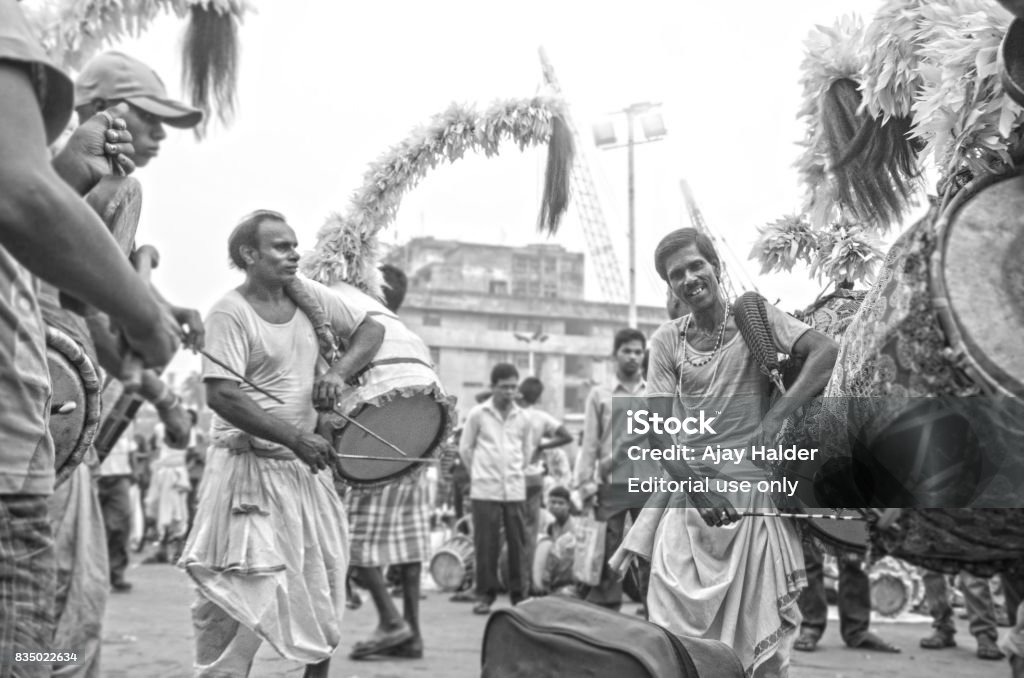 iStock
Credit: Ajay Halder
Editorial use only
835022634